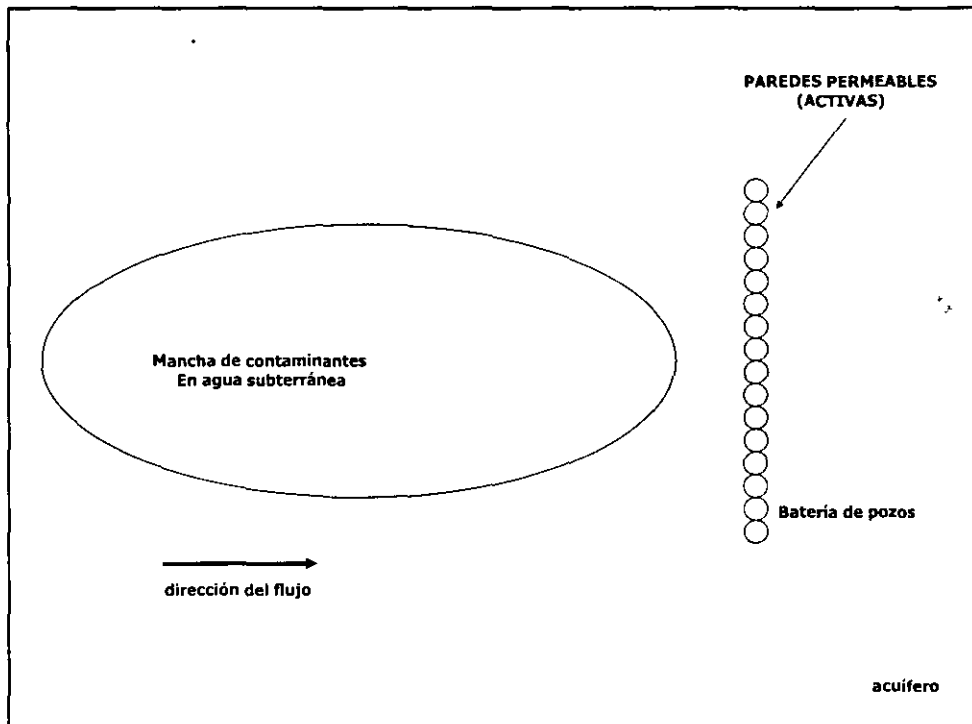 PAREDES PERMEABLES
(ACTIVAS)
Mancha de contaminantes
En agua subterránea
Batería de pozos
dirección del flujo
acuífero